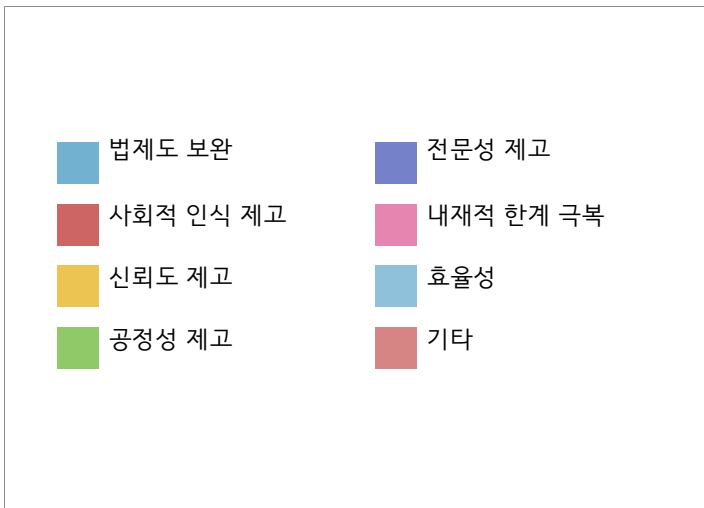 법제도 보완
사회적 인식 제고
신뢰도 제고
공정성 제고
전문성 제고
내재적 한계 극복
효율성
기타